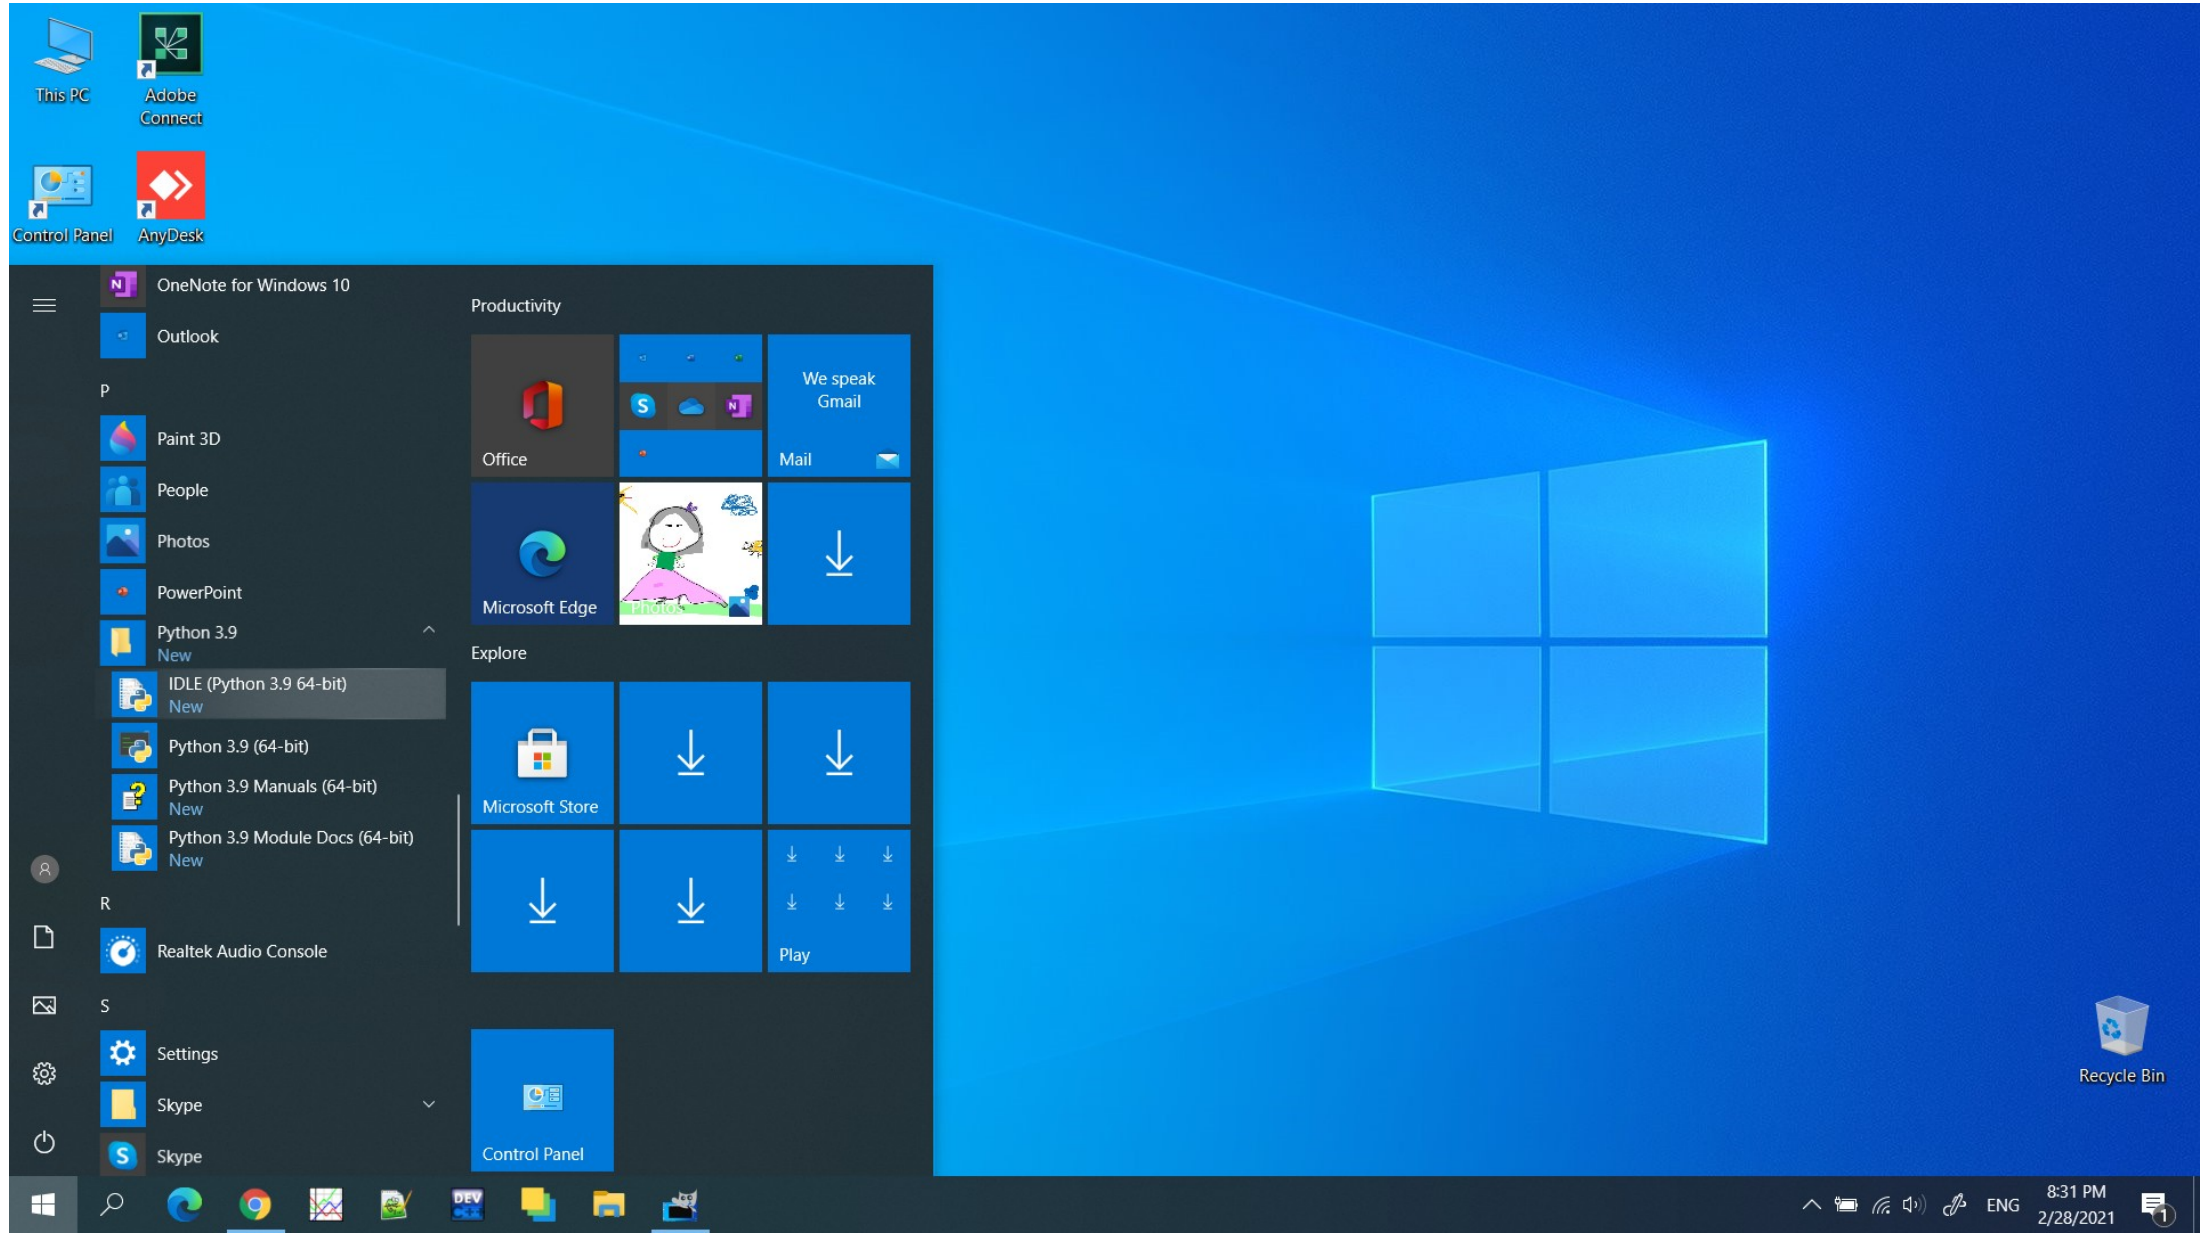 This PC
Adobe
Connect
Control Panel
AnyDesk
OneNote for Windows 10
Outlook
P
Paint 3D
People
Photos
PowerPoint
Python 3.9
New
IDLE (Python 3.9 64-bit)
New
Python 3.9 (64-bit)
Python 3.9 Manuals (64-bit)
New
Python 3.9 Module Docs (64-bit)
New
R
Realtek Audio Console
S
Settings
Skype
Skype
Productivity
Office
We speak
Gmail
Mail
Microsoft Edge
Photos
Explore
Microsoft Store
Play
Control Panel
Recycle Bin
DEV
C++
ENG
8:31 PM
2/28/2021
1